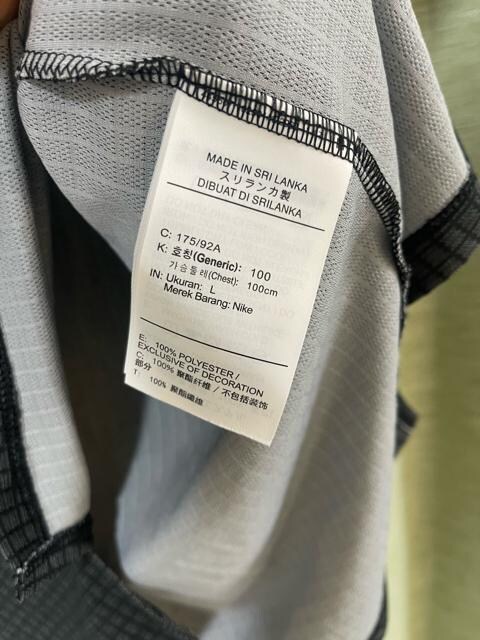 MADE IN SRI LANKA
スリランカ製
DIBUAT DI SRILANKA
C: 175/92A
K: 호칭(Generic): 100
가슴둘레(Chest): 100cm
IN: Ukuran: L
Merek Barang: Nike
E: 100% POLYESTER /
EXCLUSIVE OF DECORATION
C: 100% 聚酯纤维 / 不包括装饰
部分
T: 100% 聚酯纖維